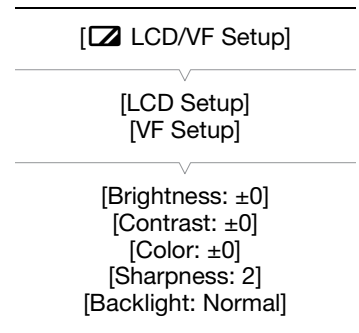 [LCD/VF Setup]
[LCD Setup]
[VF Setup]
[Brightness: ±0]
[Contrast: ±0]
[Color: ±0]
[Sharpness: 2]
[Backlight: Normal]